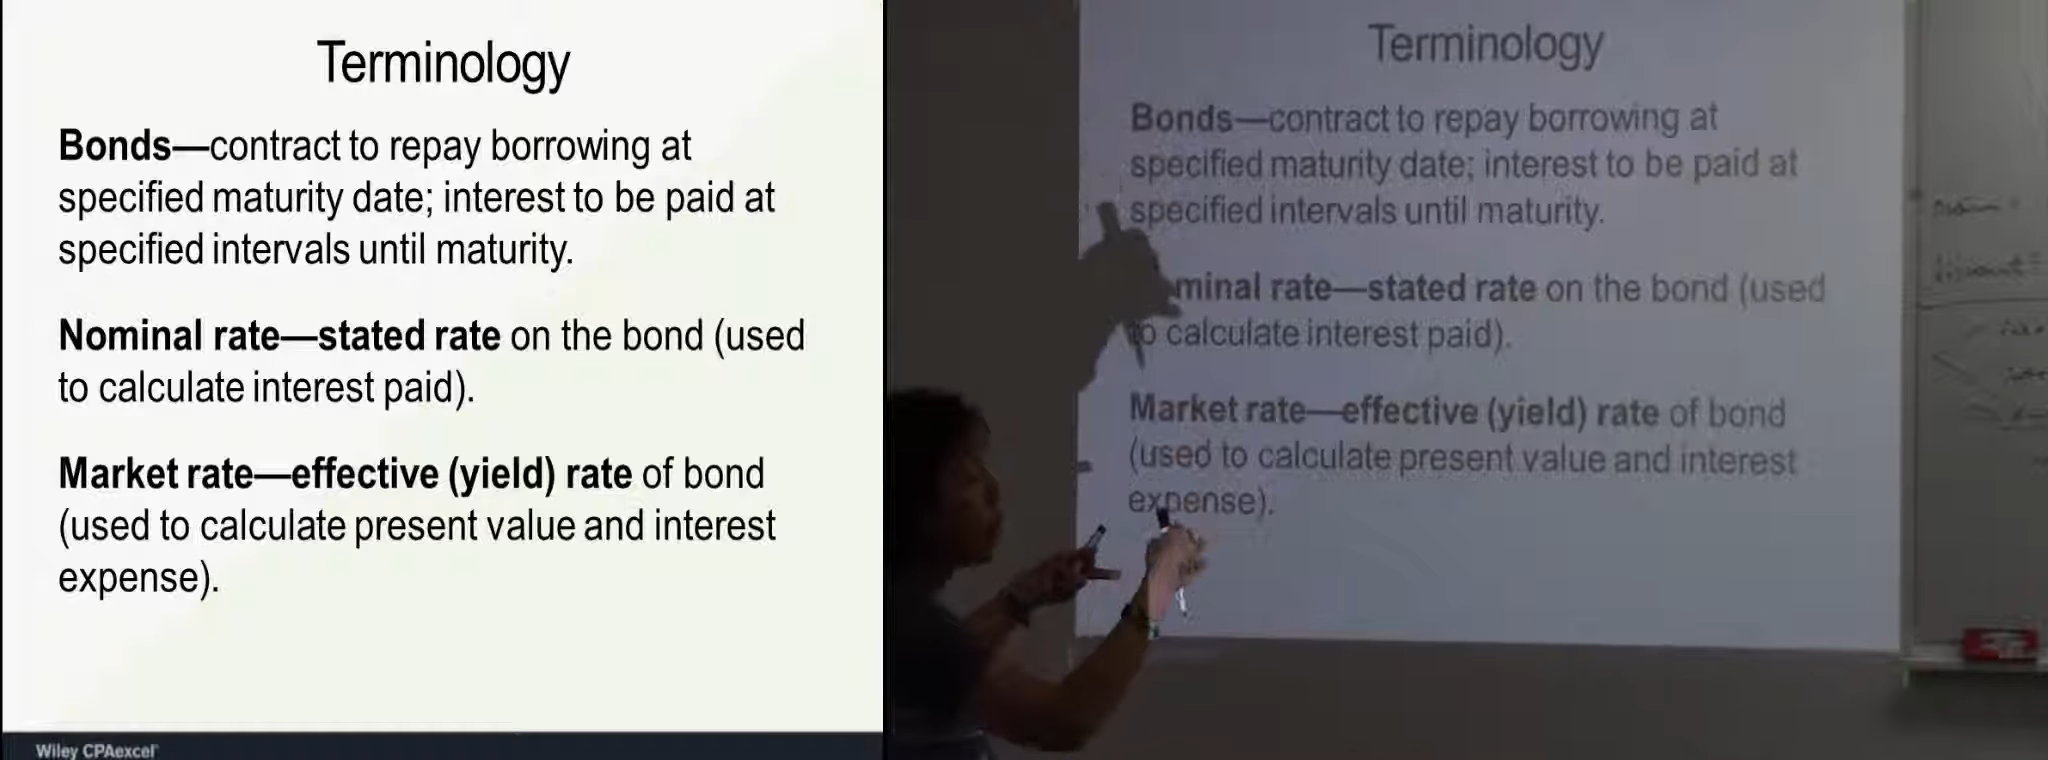 Terminology
Bonds—contract to repay borrowing at
specified maturity date; interest to be paid at
specified intervals until maturity.
Nominal rate—stated rate on the bond (used
to calculate interest paid).
Market rate—effective (yield) rate of bond
(used to calculate present value and interest
expense).
Wiley CPAexcel
Terminology
Bonds—contract to repay borrowing at
specified maturity date; interest to be paid at
specified intervals until maturity.
minal rate—stated rate on the bond (used
to calculate interest paid).
Market rate—effective (yield) rate of bond
(used to calculate present value and interest
expense).